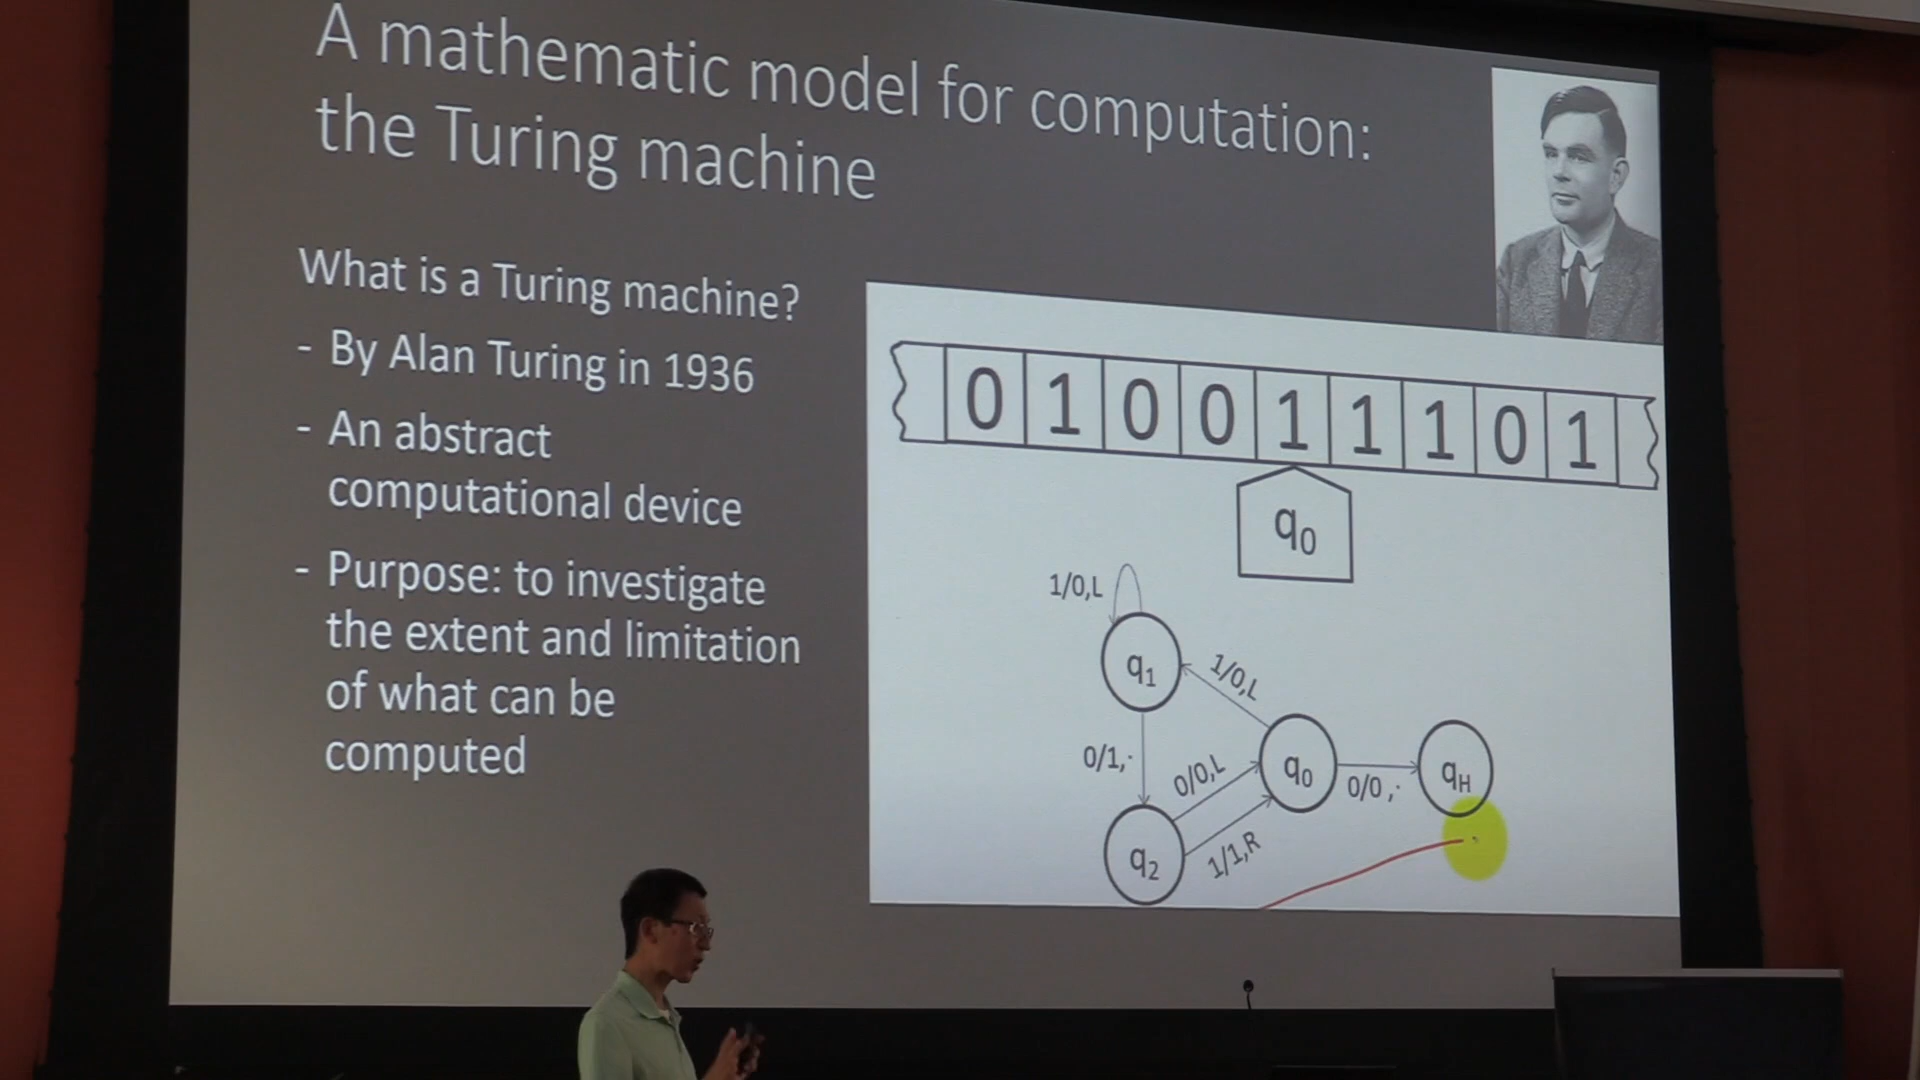 A mathematic model for computation:
the Turing machine
What is a Turing machine?
- By Alan Turing in 1936
- An abstract
computational device
- Purpose: to investigate
the extent and limitation
of what can be
computed
0 1 0 0 1 1 1 0 1
q0
1/0,L
q1
1/0,L
0/1,·
0/0,L
q0
0/0,·
qH
q2
1/1,R